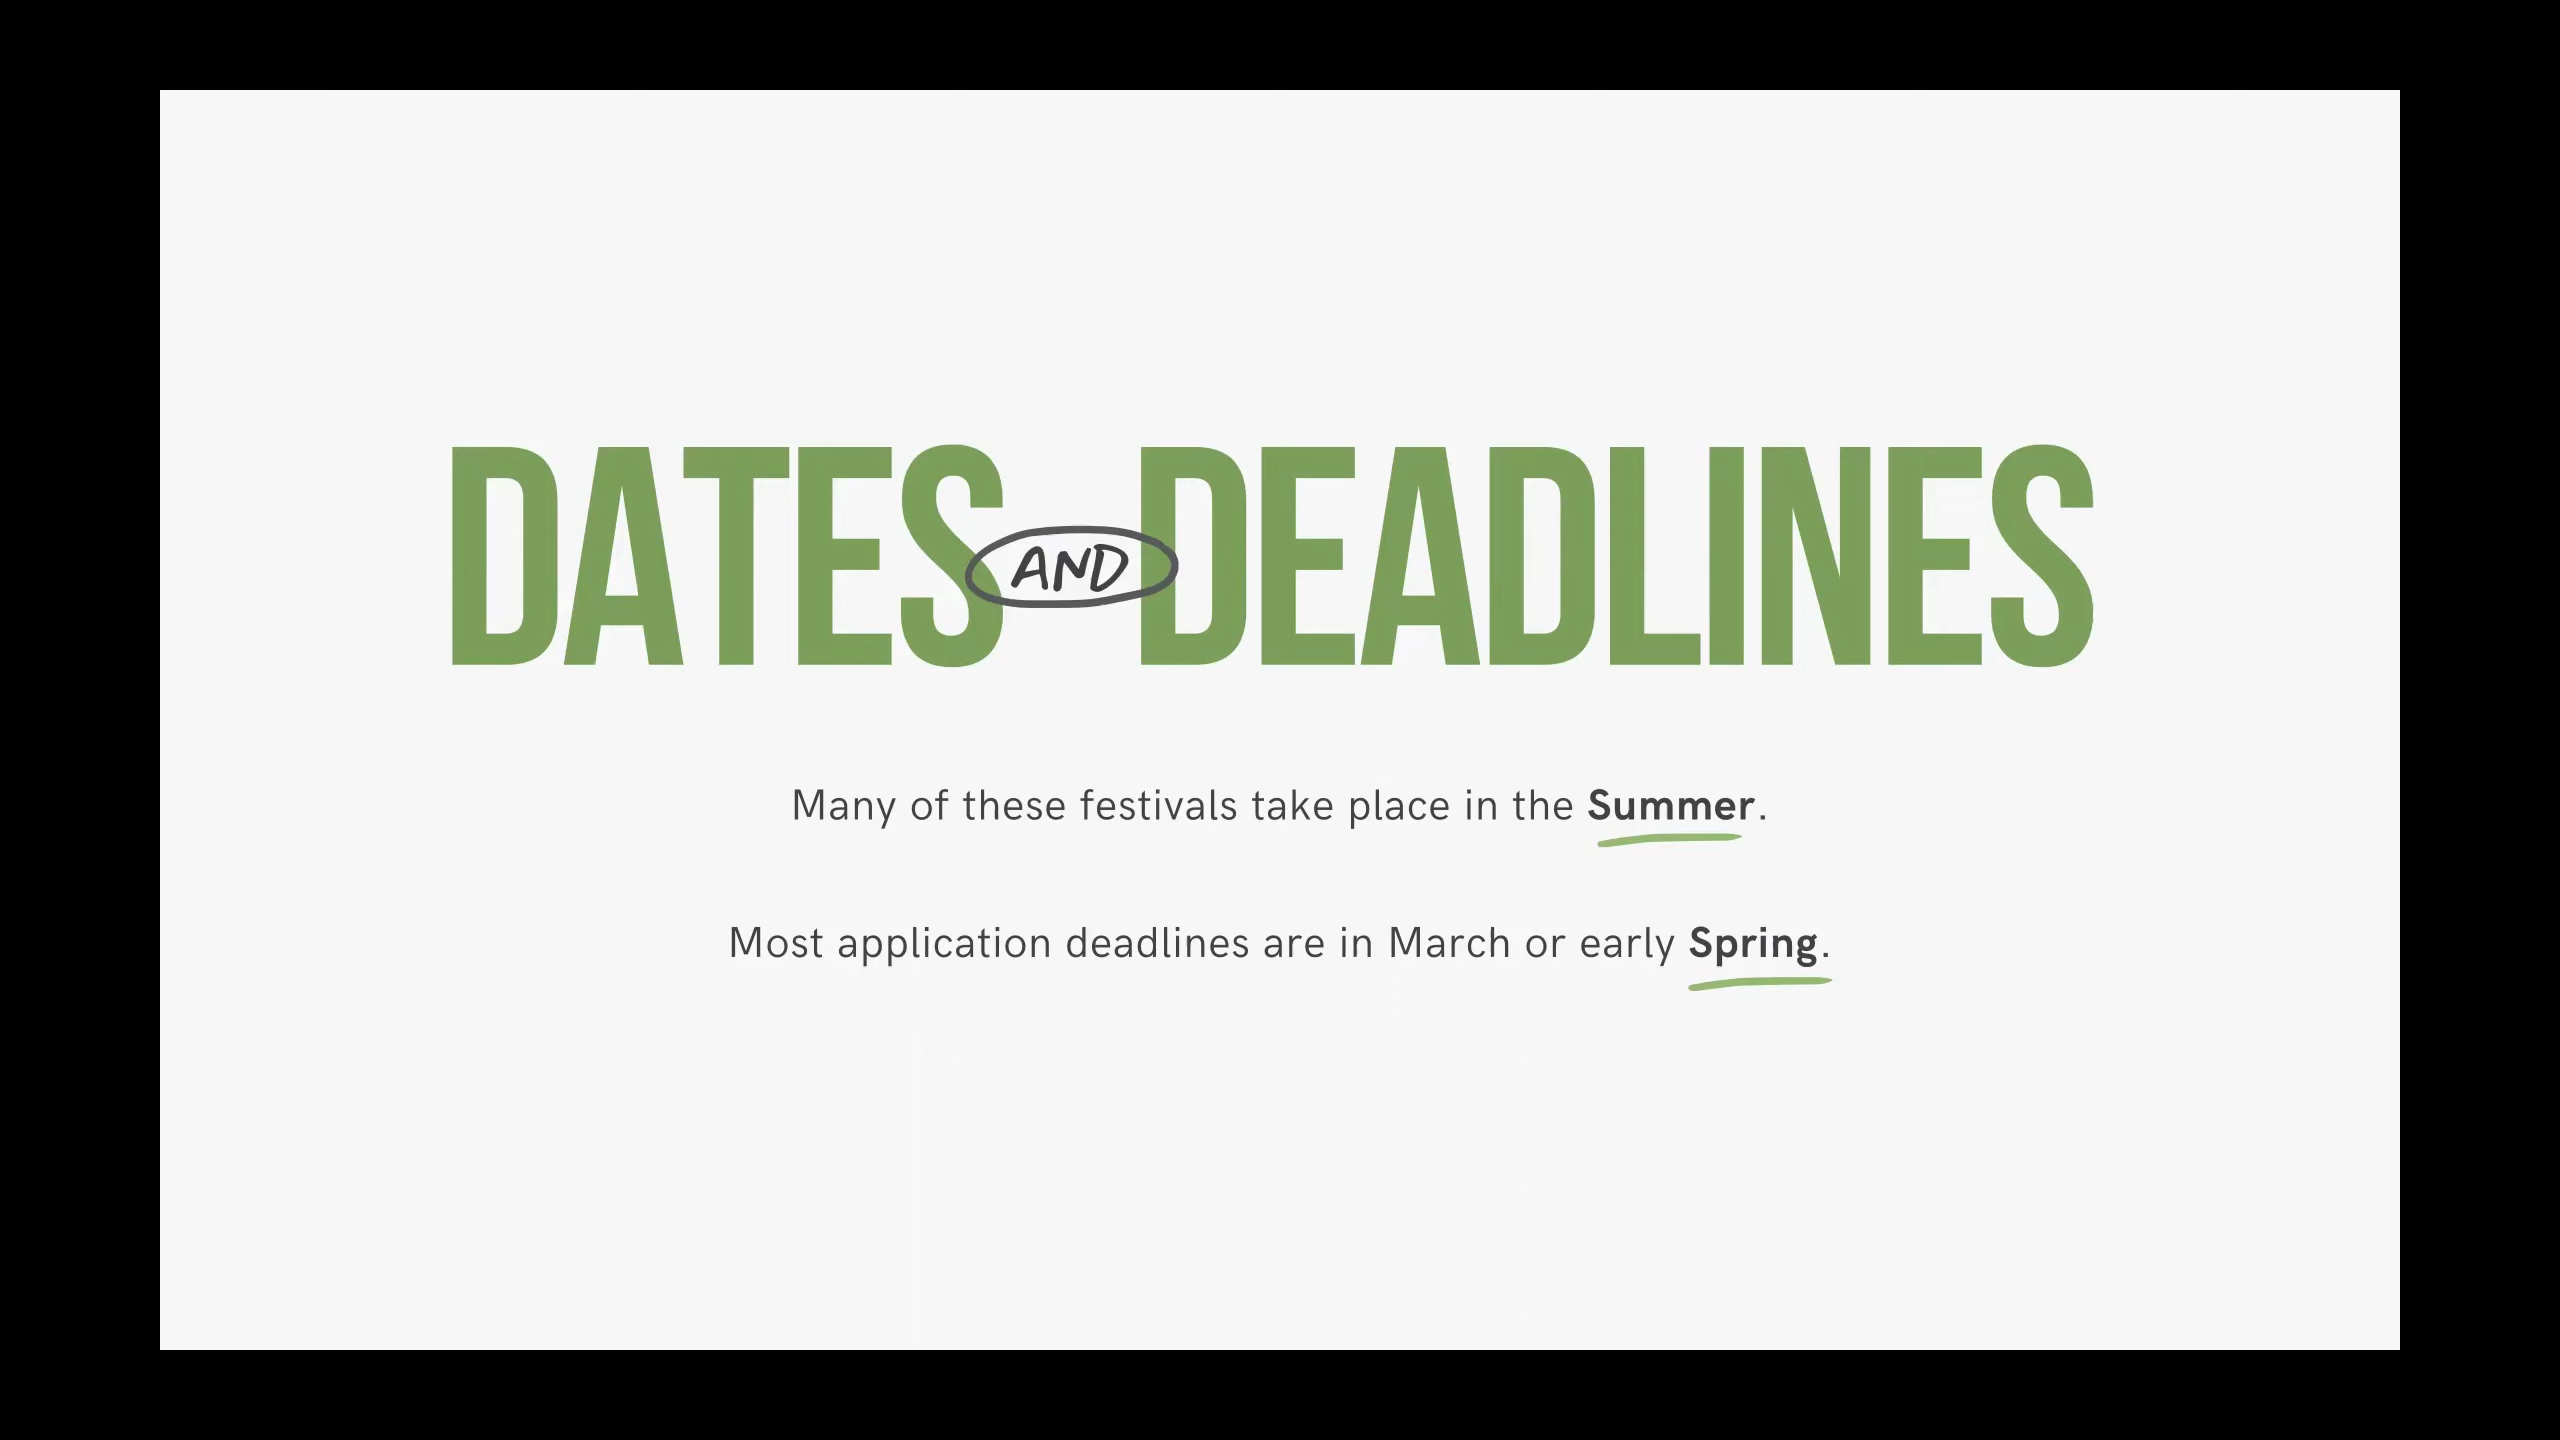 DATES AND DEADLINES
Many of these festivals take place in the Summer.
Most application deadlines are in March or early Spring.